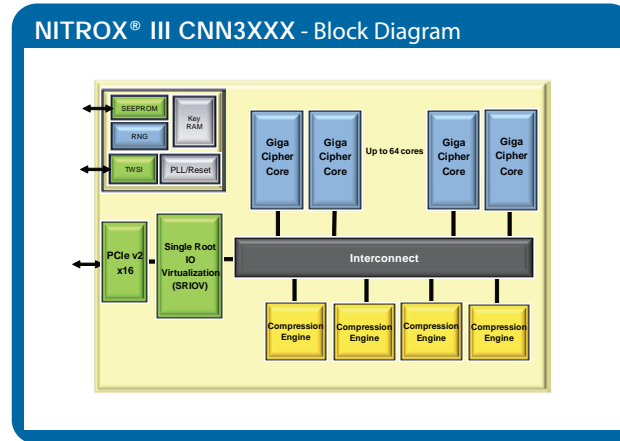 NITROX® III CNN3XXX - Block Diagram
SEEPROM
Key
RAM
RNG
TWSI
PLL/Reset
Giga
Cipher
Core
Giga
Cipher
Core
Up to 64 cores
Giga
Cipher
Core
Giga
Cipher
Core
PCIe v2
x16
Single Root
IO
Virtualization
(SRIOV)
Interconnect
Compression
Engine
Compression
Engine
Compression
Engine
Compression
Engine